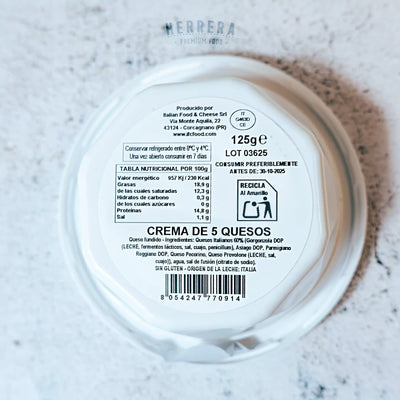 HERRERA
PREMIUM FOOD
Producido por
Italian Food & Cheese Srl
Via Monte Aquila, 22
43124 - Corcagnano (PR)
www.ifcfood.com
IT
CE
125g e
LOT 03625
Conservar refrigerado entre 0ºC y 4ºC.
Una vez abierto consumir en 7 días
CONSUMIR PREFERIBLEMENTE
ANTES DE: 30-10-2025
TABLA NUTRICIONAL POR 100g
Valor energético 957 Kj / 230 Kcal
Grasas 18,9 g
de las cuales saturadas 12,3 g
Hidratos de carbono 0,3 g
de los cuales azúcares 0 g
Proteínas 14,8 g
Sal 1,1 g
RECICLA
Al Amarillo
CREMA DE 5 QUESOS
Queso fundido - Ingredientes: Quesos Italianos 60% (Gorgonzola DOP
(LECHE, fermentos lácticos, sal, cuajo, penicillium), Asiago DOP, Parmigiano
Reggiano DOP, Queso Pecorino, Queso Provolone (LECHE, sal,
cuajo)), agua, sal de fusión (citrato de sodio).
SIN GLUTEN - ORIGEN DE LA LECHE; ITALIA
8 054247 770914